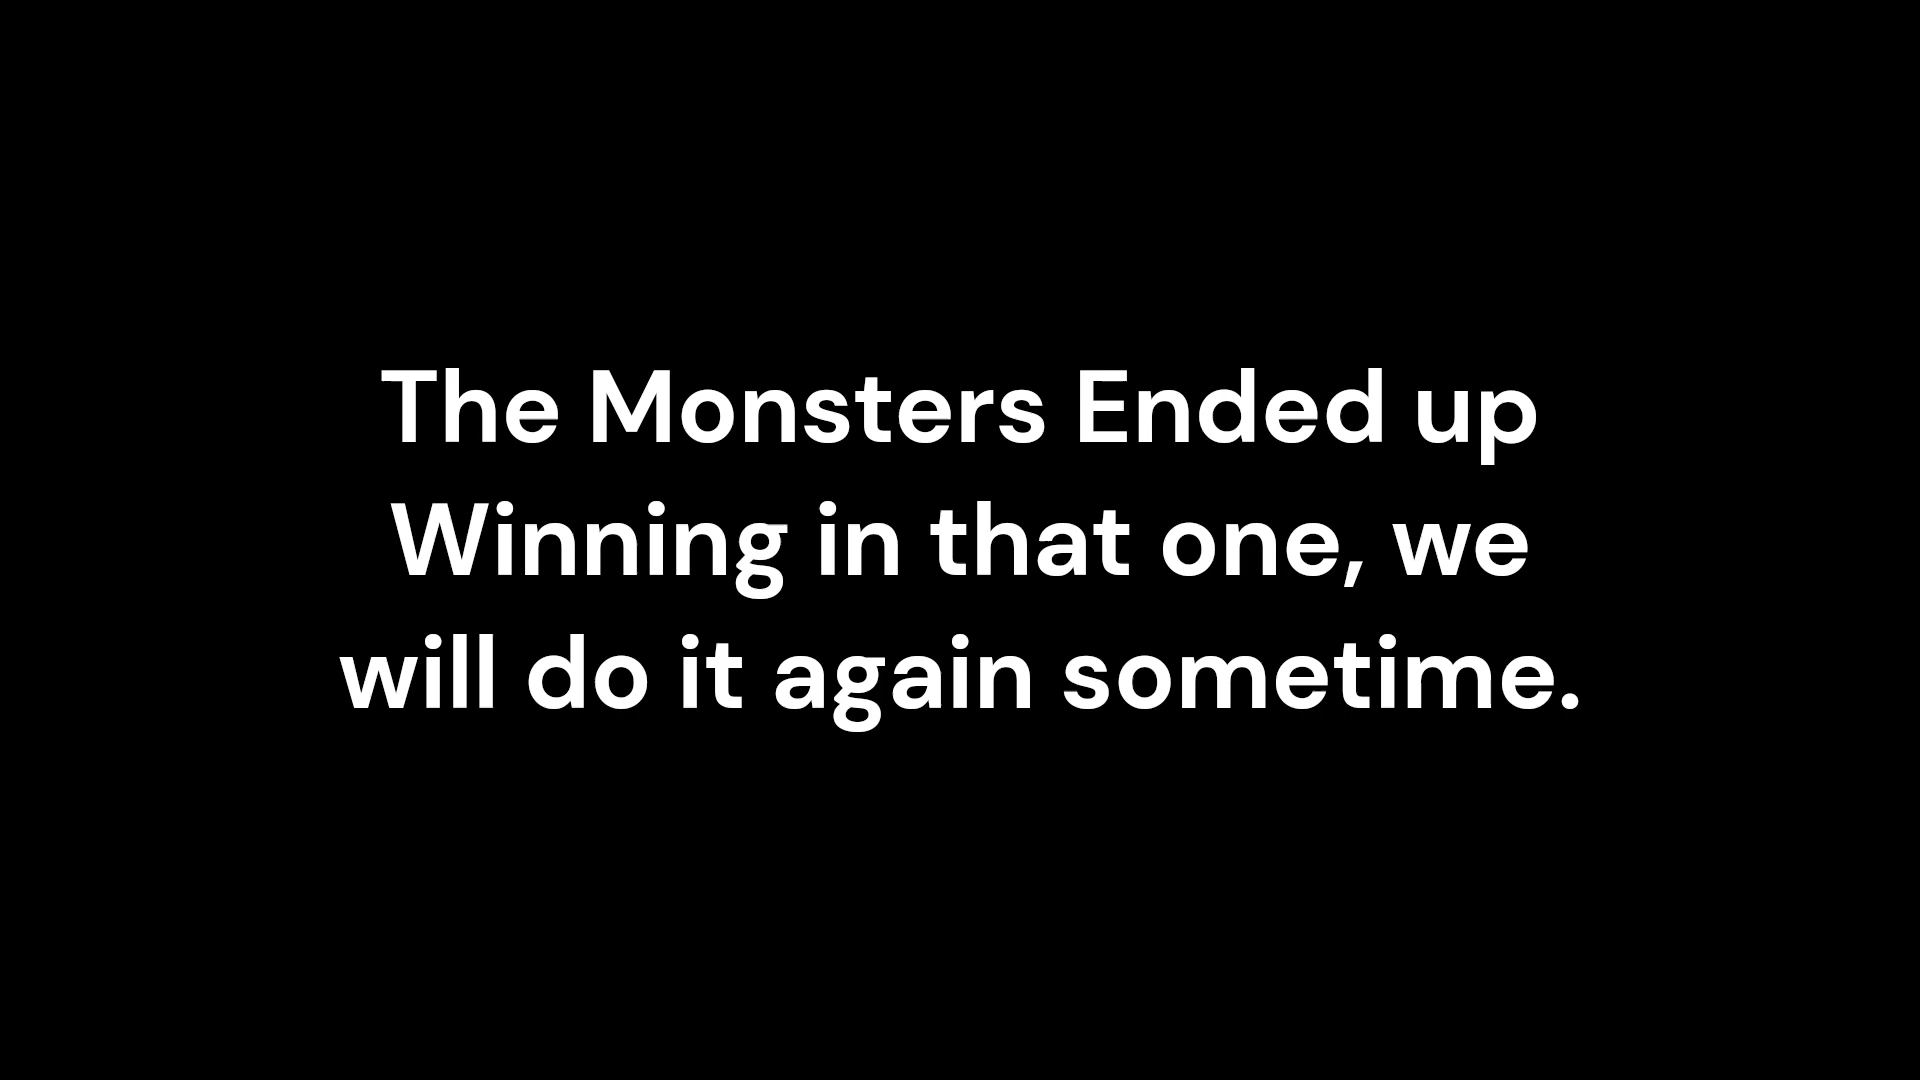 The Monsters Ended up
Winning in that one, we
will do it again sometime.